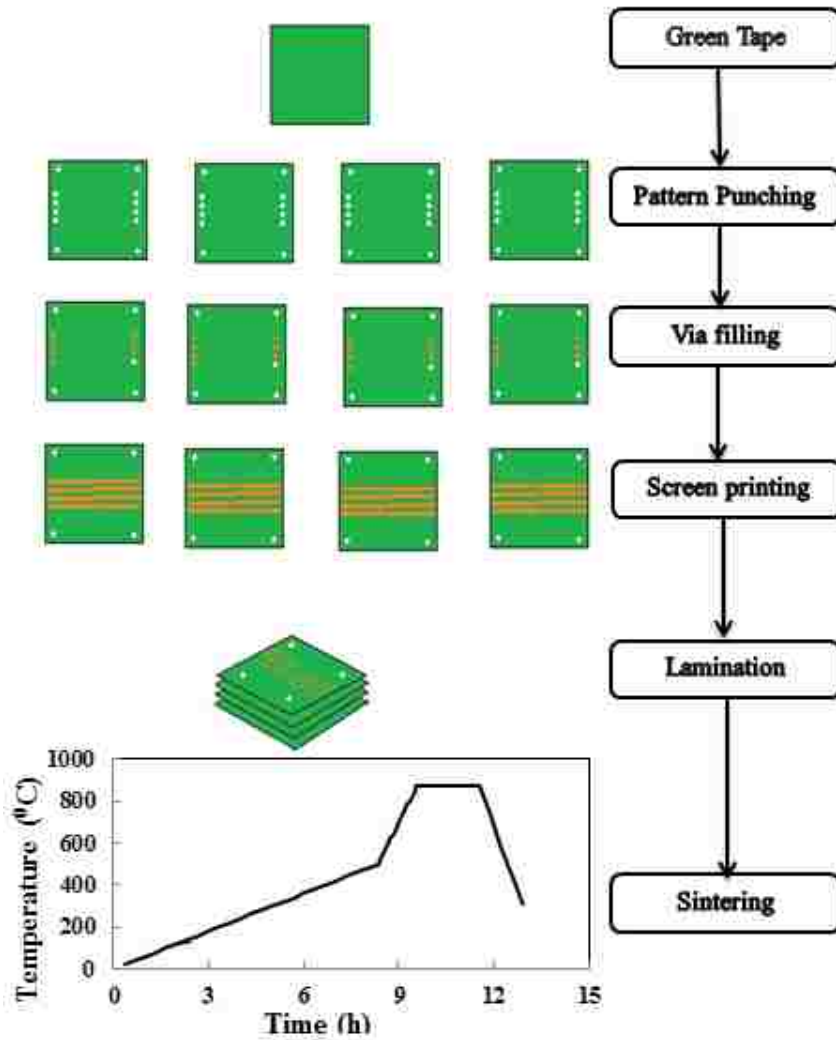 Green Tape
Pattern Punching
Via filling
Screen printing
Lamination
Sintering
Temperature (⁰C)
1000
800
600
400
200
0
0 3 6 9 12 15
Time (h)